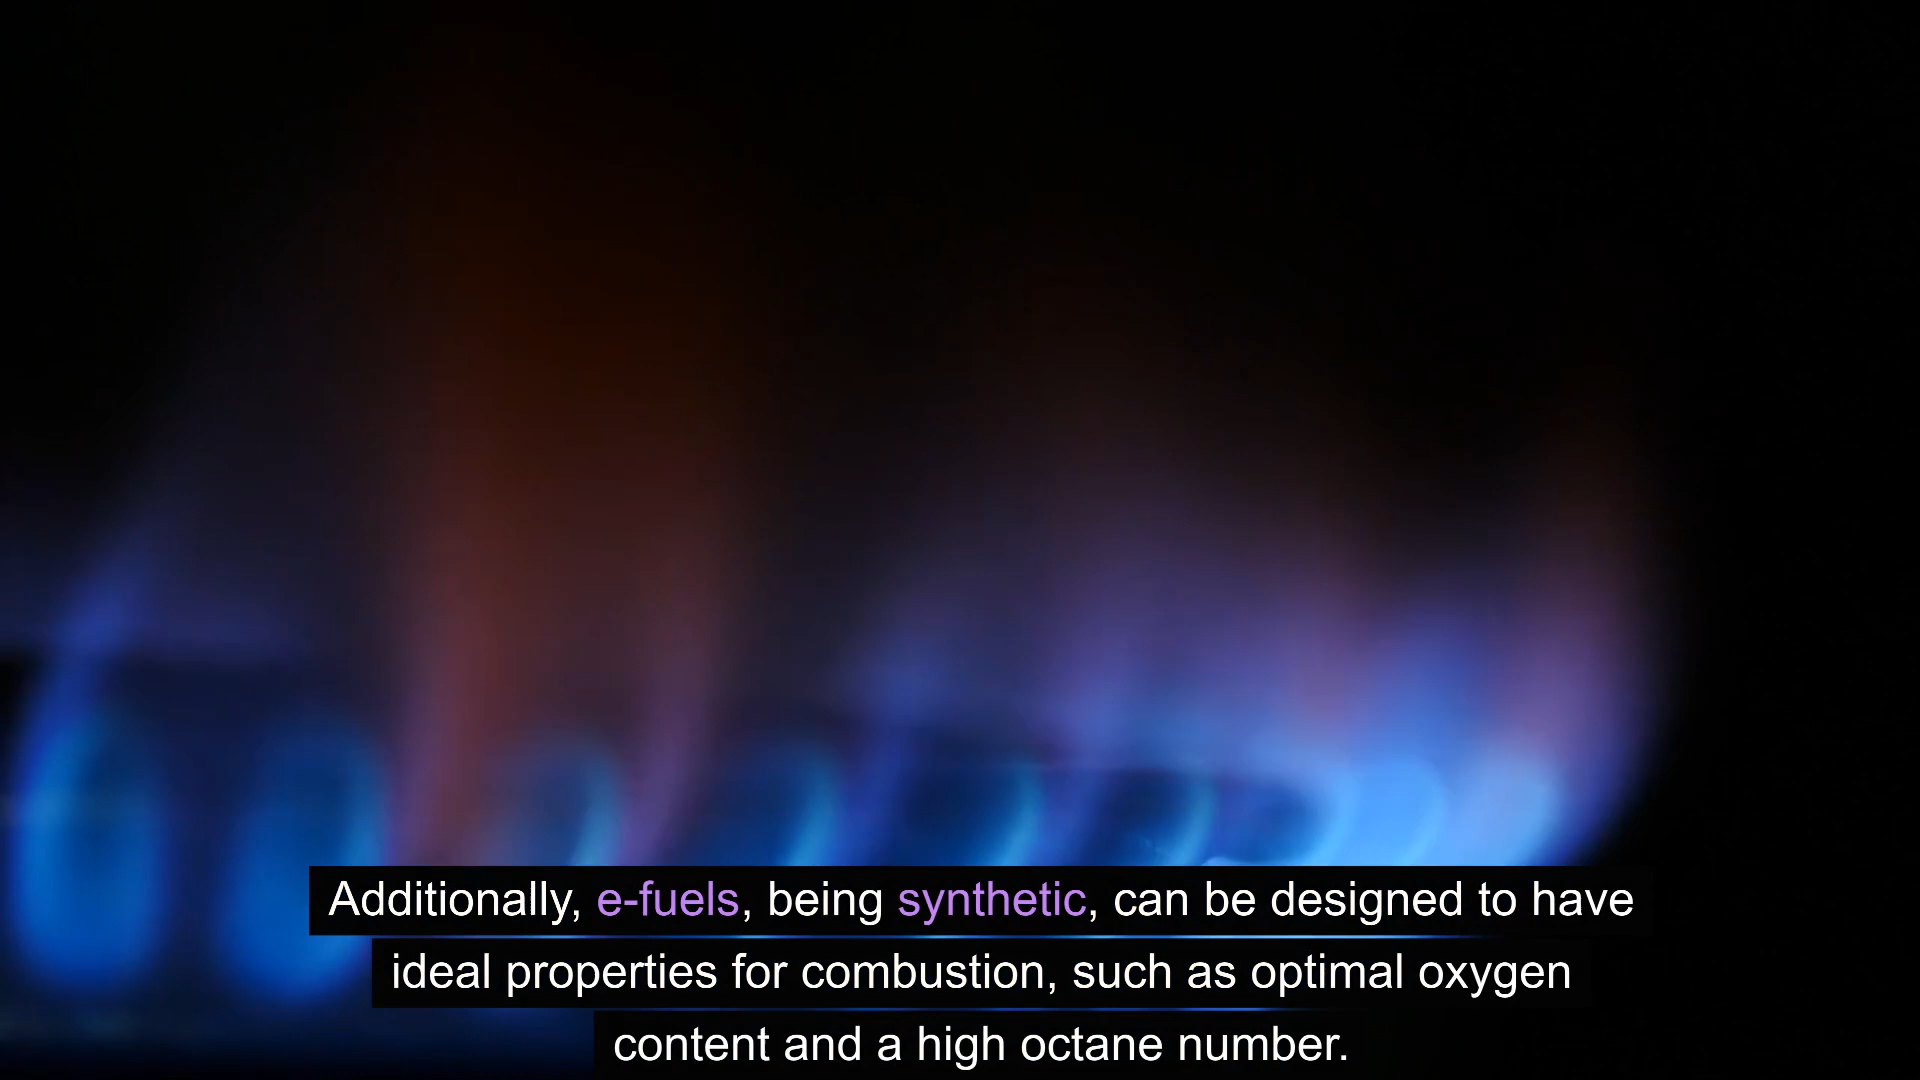 Additionally, e-fuels, being synthetic, can be designed to have
ideal properties for combustion, such as optimal oxygen
content and a high octane number.